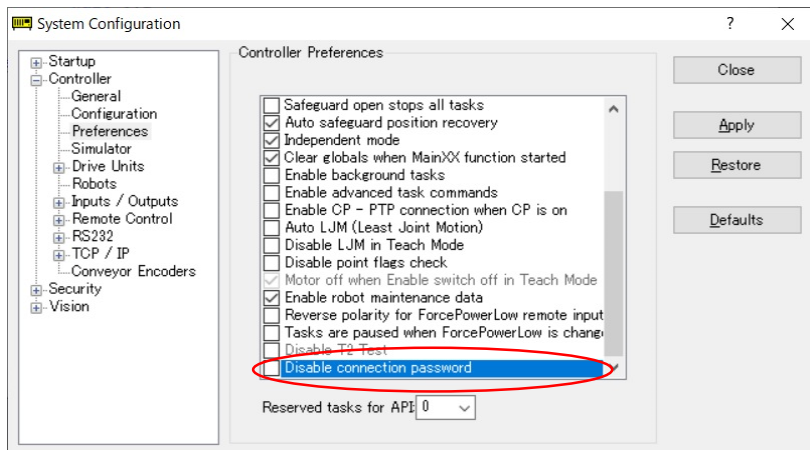 System Configuration
?
Startup
Controller
General
Configuration
Preferences
Simulator
Drive Units
Robots
Inputs / Outputs
Remote Control
RS232
TCP / IP
Conveyor Encoders
Security
Vision
Controller Preferences
Safeguard open stops all tasks
Auto safeguard position recovery
Independent mode
Clear globals when MainXX function started
Enable background tasks
Enable advanced task commands
Enable CP - PTP connection when CP is on
Auto LJM (Least Joint Motion)
Disable LJM in Teach Mode
Disable point flags check
Motor off when Enable switch off in Teach Mode
Enable robot maintenance data
Reverse polarity for ForcePowerLow remote input
Tasks are paused when ForcePowerLow is chang
Disable T2 Test
Disable connection password
Reserved tasks for API: 0
Close
Apply
Restore
Defaults